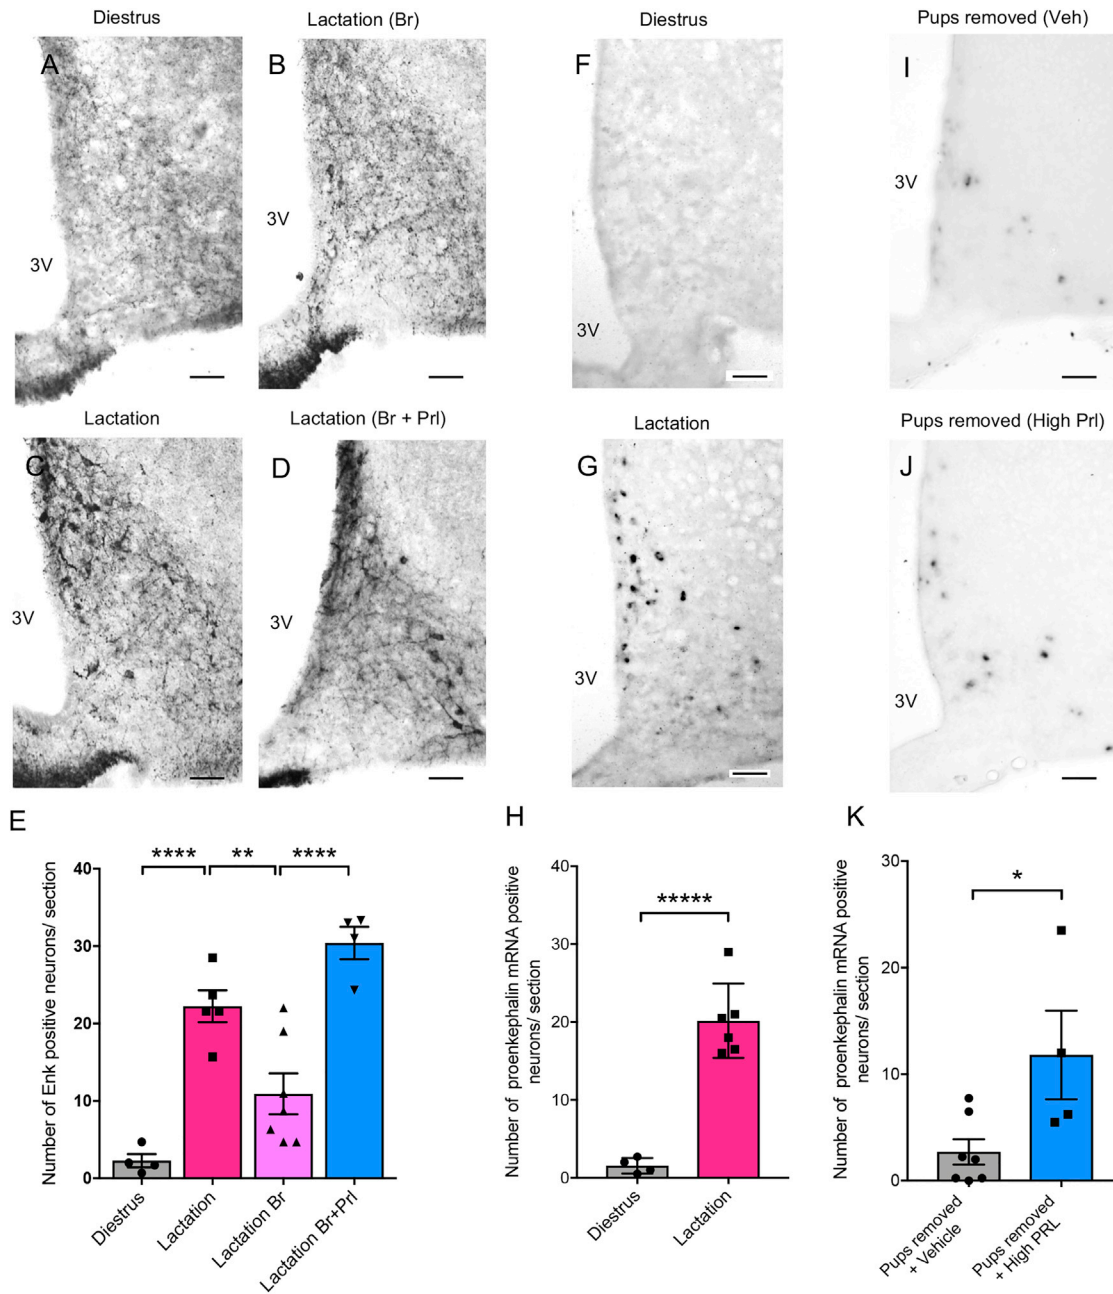 Diestrus
Lactation (Br)
Diestrus
Pups removed (Veh)
A
B
F
I
3V
3V
3V
3V
Lactation
Lactation (Br + Prl)
Lactation
Pups removed (High Prl)
C
D
G
J
3V
3V
3V
3V
E
Number of Enk positive neurons/ section
40
30
20
10
0
****
**
****
Diestrus
Lactation
Lactation Br
Lactation Br+Prl
H
Number of proenkephalin mRNA positive
neurons/ section
40
30
20
10
0
*****
Diestrus
Lactation
K
Number of proenkephalin mRNA positive
neurons/ section
30
20
10
0
*
Pups removed
+ Vehicle
Pups removed
+ High PRL